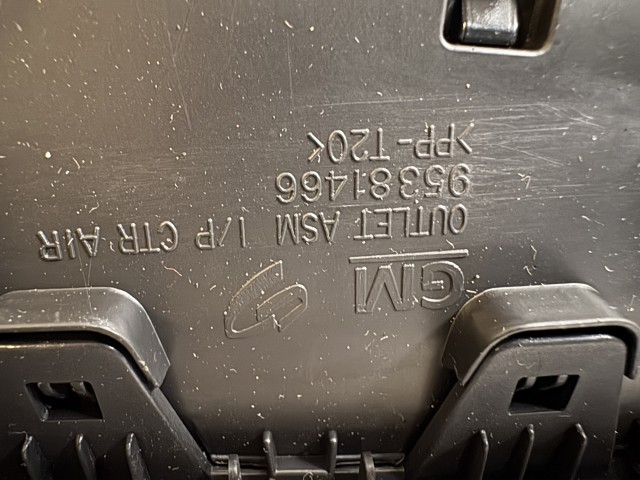 GM
OUTLET ASM I/P CTR AIR
95381466
>PP-T20<